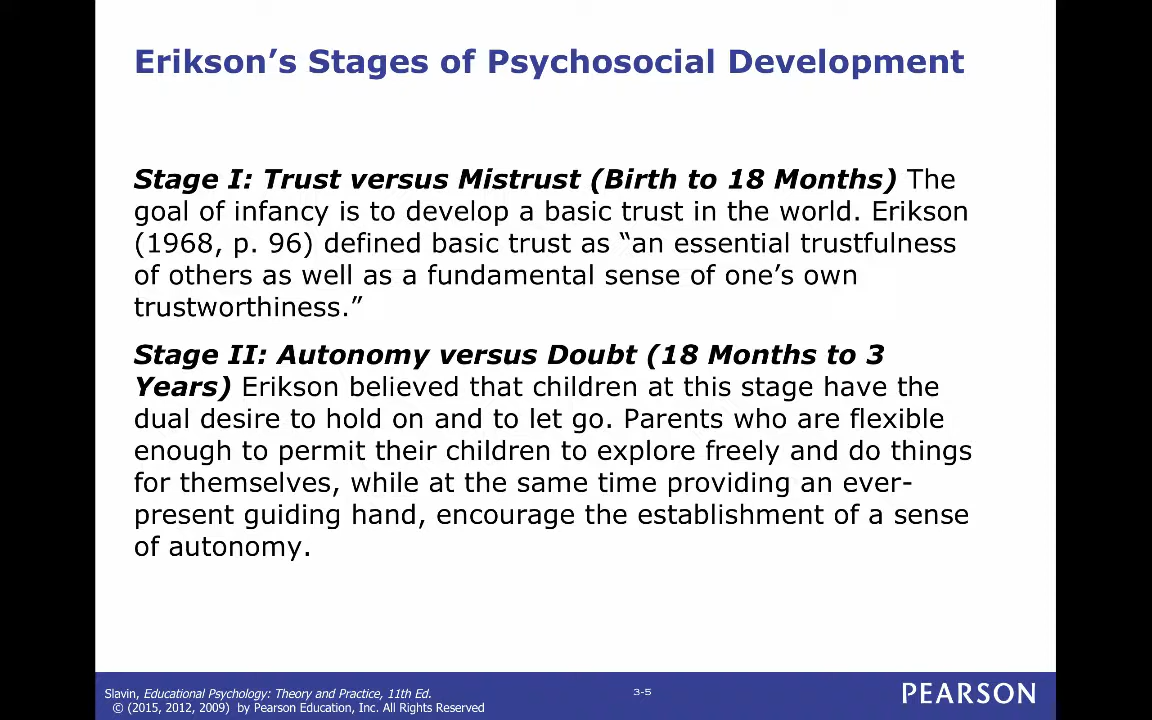 Erikson’s Stages of Psychosocial Development
Stage I: Trust versus Mistrust (Birth to 18 Months) The
goal of infancy is to develop a basic trust in the world. Erikson
(1968, p. 96) defined basic trust as “an essential trustfulness
of others as well as a fundamental sense of one’s own
trustworthiness.”
Stage II: Autonomy versus Doubt (18 Months to 3
Years) Erikson believed that children at this stage have the
dual desire to hold on and to let go. Parents who are flexible
enough to permit their children to explore freely and do things
for themselves, while at the same time providing an ever-
present guiding hand, encourage the establishment of a sense
of autonomy.
Slavin, Educational Psychology: Theory and Practice, 11th Ed.
© (2015, 2012, 2009) by Pearson Education, Inc. All Rights Reserved
3-5
PEARSON